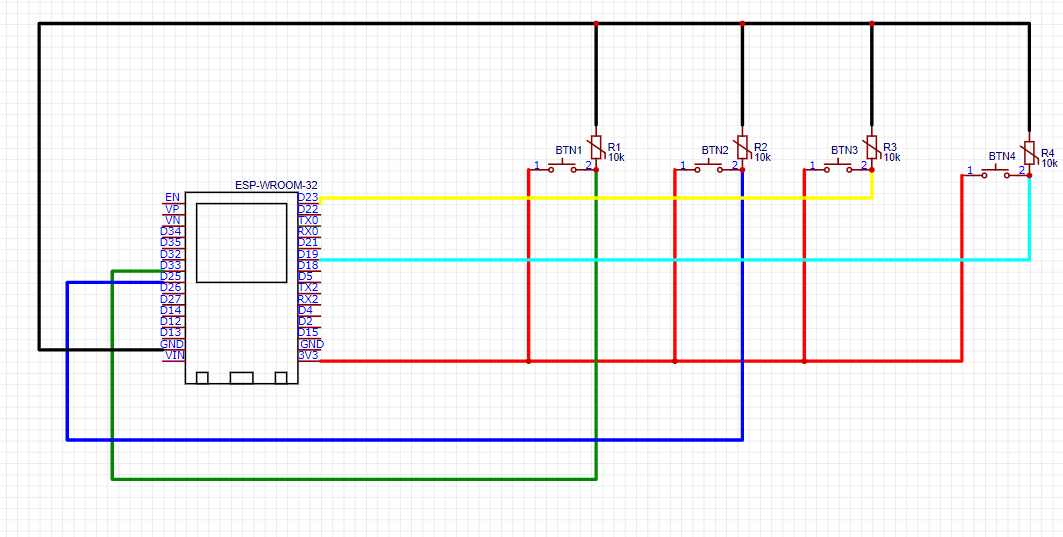 R1
10k
BTN1
1
2
R2
10k
BTN2
1
2
R3
10k
BTN3
1
2
R4
10k
BTN4
1
2
ESP-WROOM-32
EN
VP
VN
D34
D35
D32
D33
D25
D26
D27
D14
D12
D13
GND
VIN
D23
D22
TX0
RX0
D21
D19
D18
D5
TX2
RX2
D4
D2
D15
GND
3V3